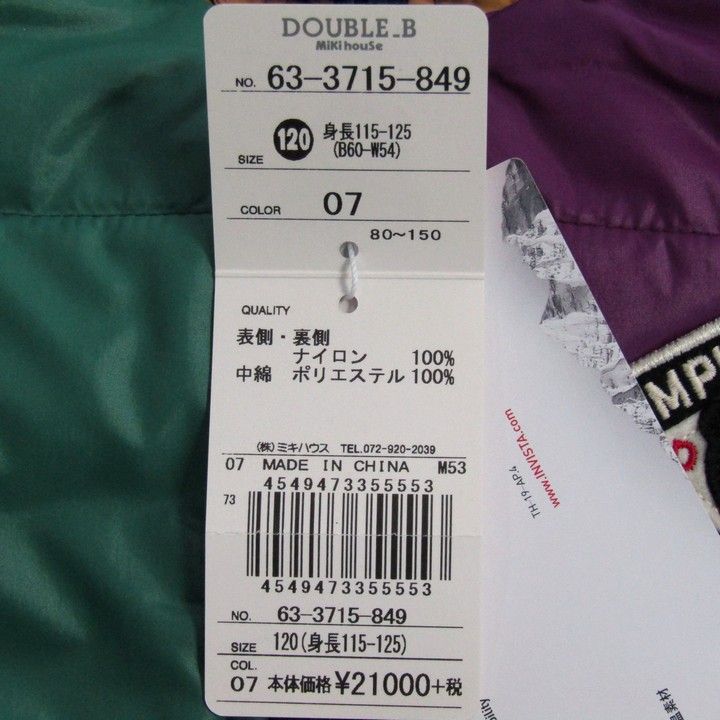 DOUBLE_B
MiKi houSe
NO. 63-3715-849
SIZE 120 身長115-125
(B60-W54)
COLOR 07
80~150
QUALITY
表側・裏側
ナイロン 100%
中綿 ポリエステル 100%
(株)ミキハウス TEL.072-920-2039
07 MADE IN CHINA M53
4549473355553
73
4549473355553
NO. 63-3715-849
SIZE 120(身長115-125)
COL.
07 本体価格 ¥21000+税
www.INVISTA.com
TH-19-AP.4
MP